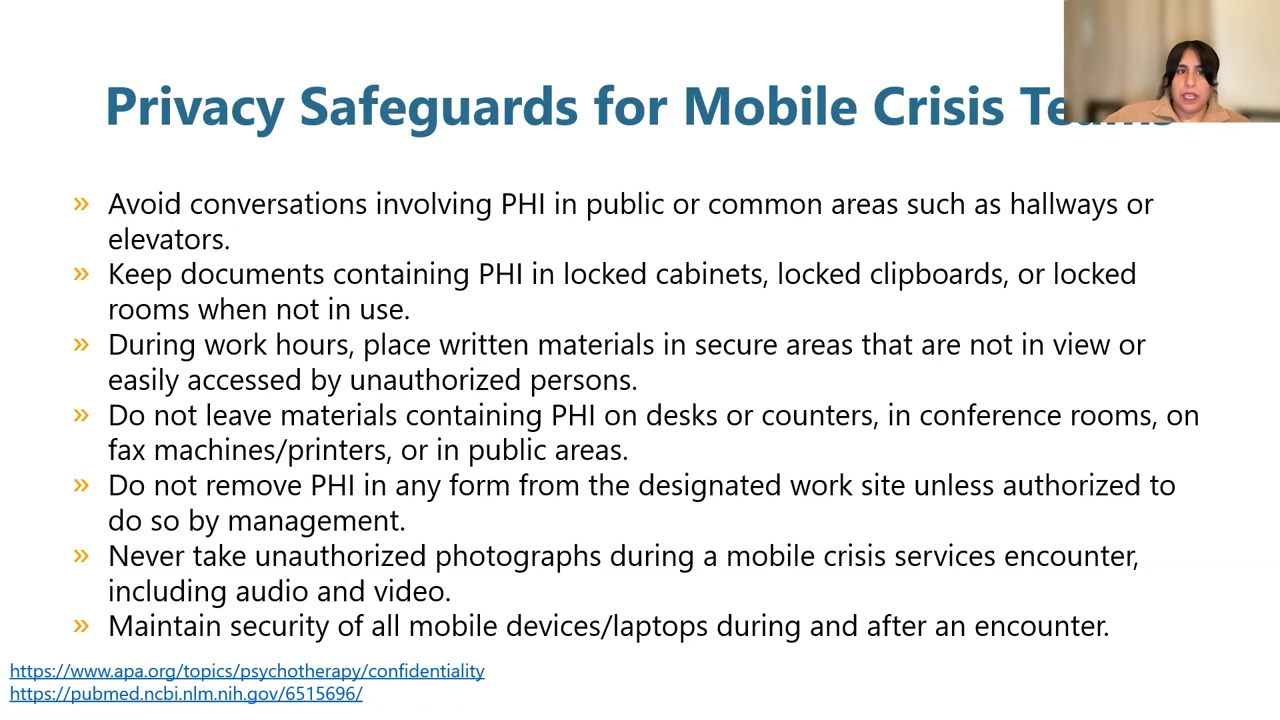 Privacy Safeguards for Mobile Crisis
Avoid conversations involving PHI in public or common areas such as hallways or
elevators.
Keep documents containing PHI in locked cabinets, locked clipboards, or locked
rooms when not in use.
During work hours, place written materials in secure areas that are not in view or
easily accessed by unauthorized persons.
Do not leave materials containing PHI on desks or counters, in conference rooms, on
fax machines/printers, or in public areas.
Do not remove PHI in any form from the designated work site unless authorized to
do so by management.
Never take unauthorized photographs during a mobile crisis services encounter,
including audio and video.
Maintain security of all mobile devices/laptops during and after an encounter.
https://www.apa.org/topics/psychotherapy/confidentiality
https://pubmed.ncbi.nlm.nih.gov/6515696/